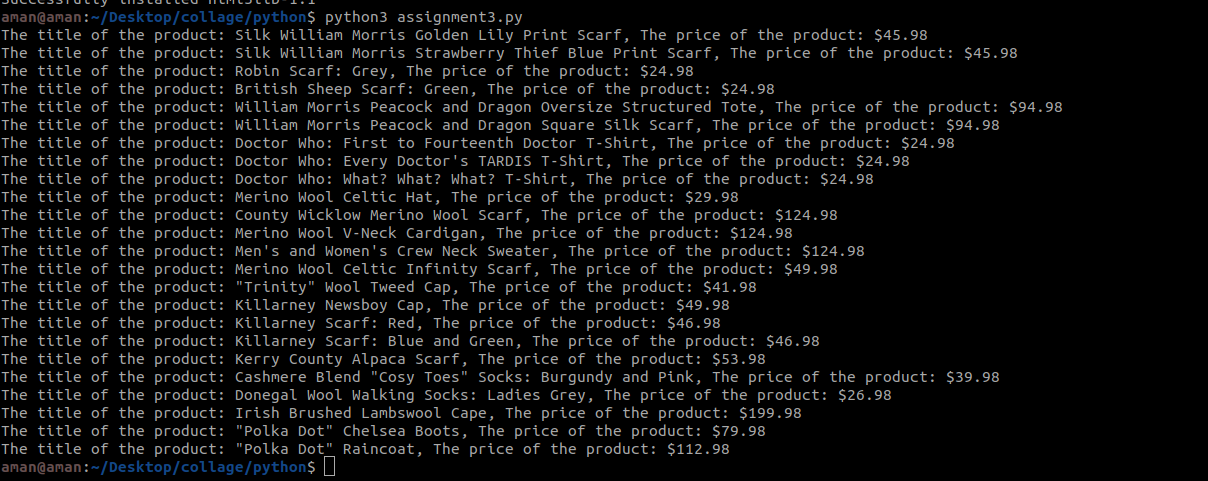 Successfully installed html5lib-1.1
aman@aman:~/Desktop/collage/python$ python3 assignment3.py
The title of the product: Silk William Morris Golden Lily Print Scarf, The price of the product: $45.98
The title of the product: Silk William Morris Strawberry Thief Blue Print Scarf, The price of the product: $45.98
The title of the product: Robin Scarf: Grey, The price of the product: $24.98
The title of the product: British Sheep Scarf: Green, The price of the product: $24.98
The title of the product: William Morris Peacock and Dragon Oversize Structured Tote, The price of the product: $94.98
The title of the product: William Morris Peacock and Dragon Square Silk Scarf, The price of the product: $94.98
The title of the product: Doctor Who: First to Fourteenth Doctor T-Shirt, The price of the product: $24.98
The title of the product: Doctor Who: Every Doctor's TARDIS T-Shirt, The price of the product: $24.98
The title of the product: Doctor Who: What? What? What? T-Shirt, The price of the product: $24.98
The title of the product: Merino Wool Celtic Hat, The price of the product: $29.98
The title of the product: County Wicklow Merino Wool Scarf, The price of the product: $124.98
The title of the product: Merino Wool V-Neck Cardigan, The price of the product: $124.98
The title of the product: Men's and Women's Crew Neck Sweater, The price of the product: $124.98
The title of the product: Merino Wool Celtic Infinity Scarf, The price of the product: $49.98
The title of the product: "Trinity" Wool Tweed Cap, The price of the product: $41.98
The title of the product: Killarney Newsboy Cap, The price of the product: $49.98
The title of the product: Killarney Scarf: Red, The price of the product: $46.98
The title of the product: Killarney Scarf: Blue and Green, The price of the product: $46.98
The title of the product: Kerry County Alpaca Scarf, The price of the product: $53.98
The title of the product: Cashmere Blend "Cosy Toes" Socks: Burgundy and Pink, The price of the product: $39.98
The title of the product: Donegal Wool Walking Socks: Ladies Grey, The price of the product: $26.98
The title of the product: Irish Brushed Lambswool Cape, The price of the product: $199.98
The title of the product: "Polka Dot" Chelsea Boots, The price of the product: $79.98
The title of the product: "Polka Dot" Raincoat, The price of the product: $112.98
aman@aman:~/Desktop/collage/python$